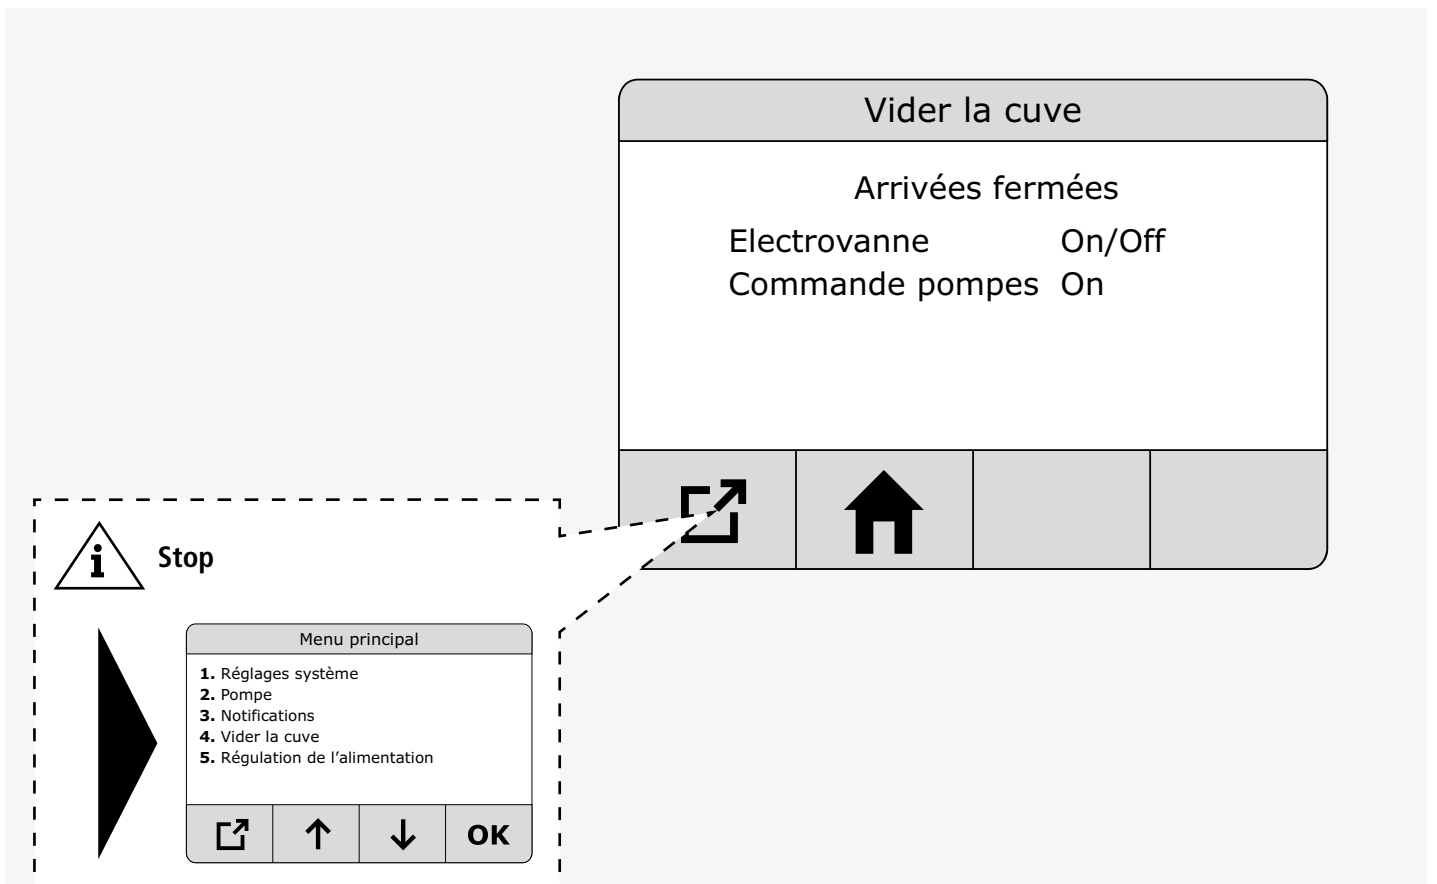 Vider la cuve
Arrivées fermées
Electrovanne On/Off
Commande pompes On
i Stop
Menu principal
1. Réglages système
2. Pompe
3. Notifications
4. Vider la cuve
5. Régulation de l’alimentation
OK